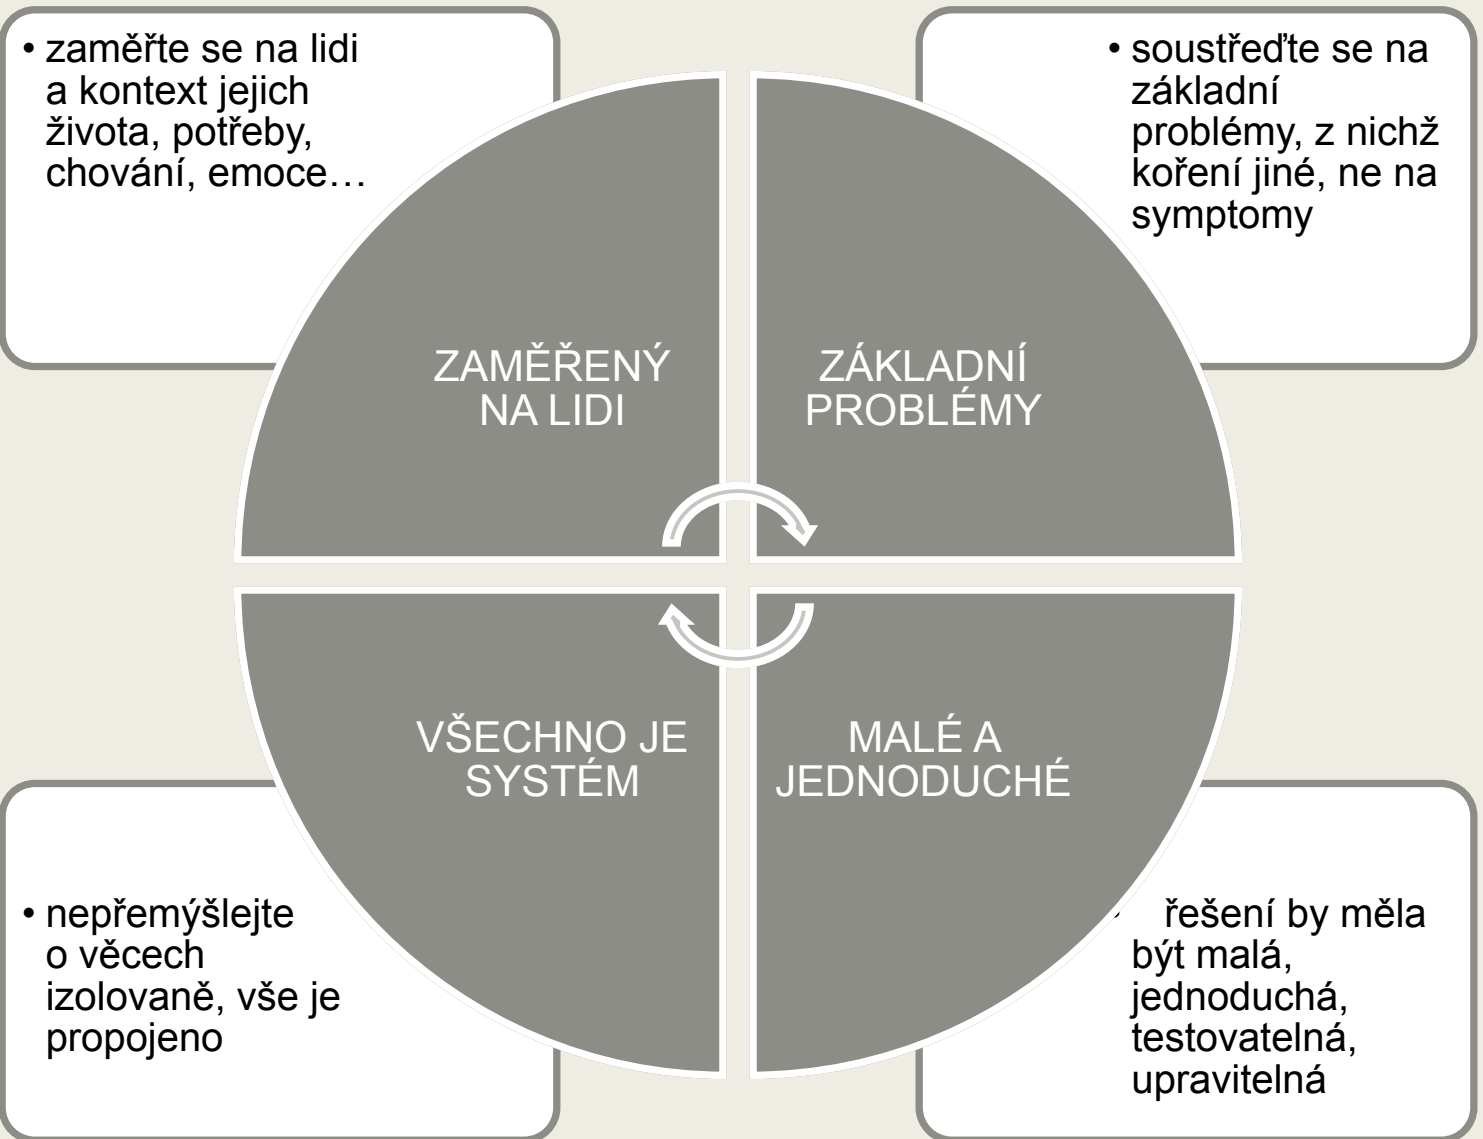 • zaměřte se na lidi
a kontext jejich
života, potřeby,
chování, emoce…
• soustřeďte se na
základní
problémy, z nichž
koření jiné, ne na
symptomy
ZAMĚŘENÝ
NA LIDI
ZÁKLADNÍ
PROBLÉMY
VŠECHNO JE
SYSTÉM
MALÉ A
JEDNODUCHÉ
• nepřemýšlejte
o věcech
izolovaně, vše je
propojeno
• řešení by měla
být malá,
jednoduchá,
testovatelná,
upravitelná